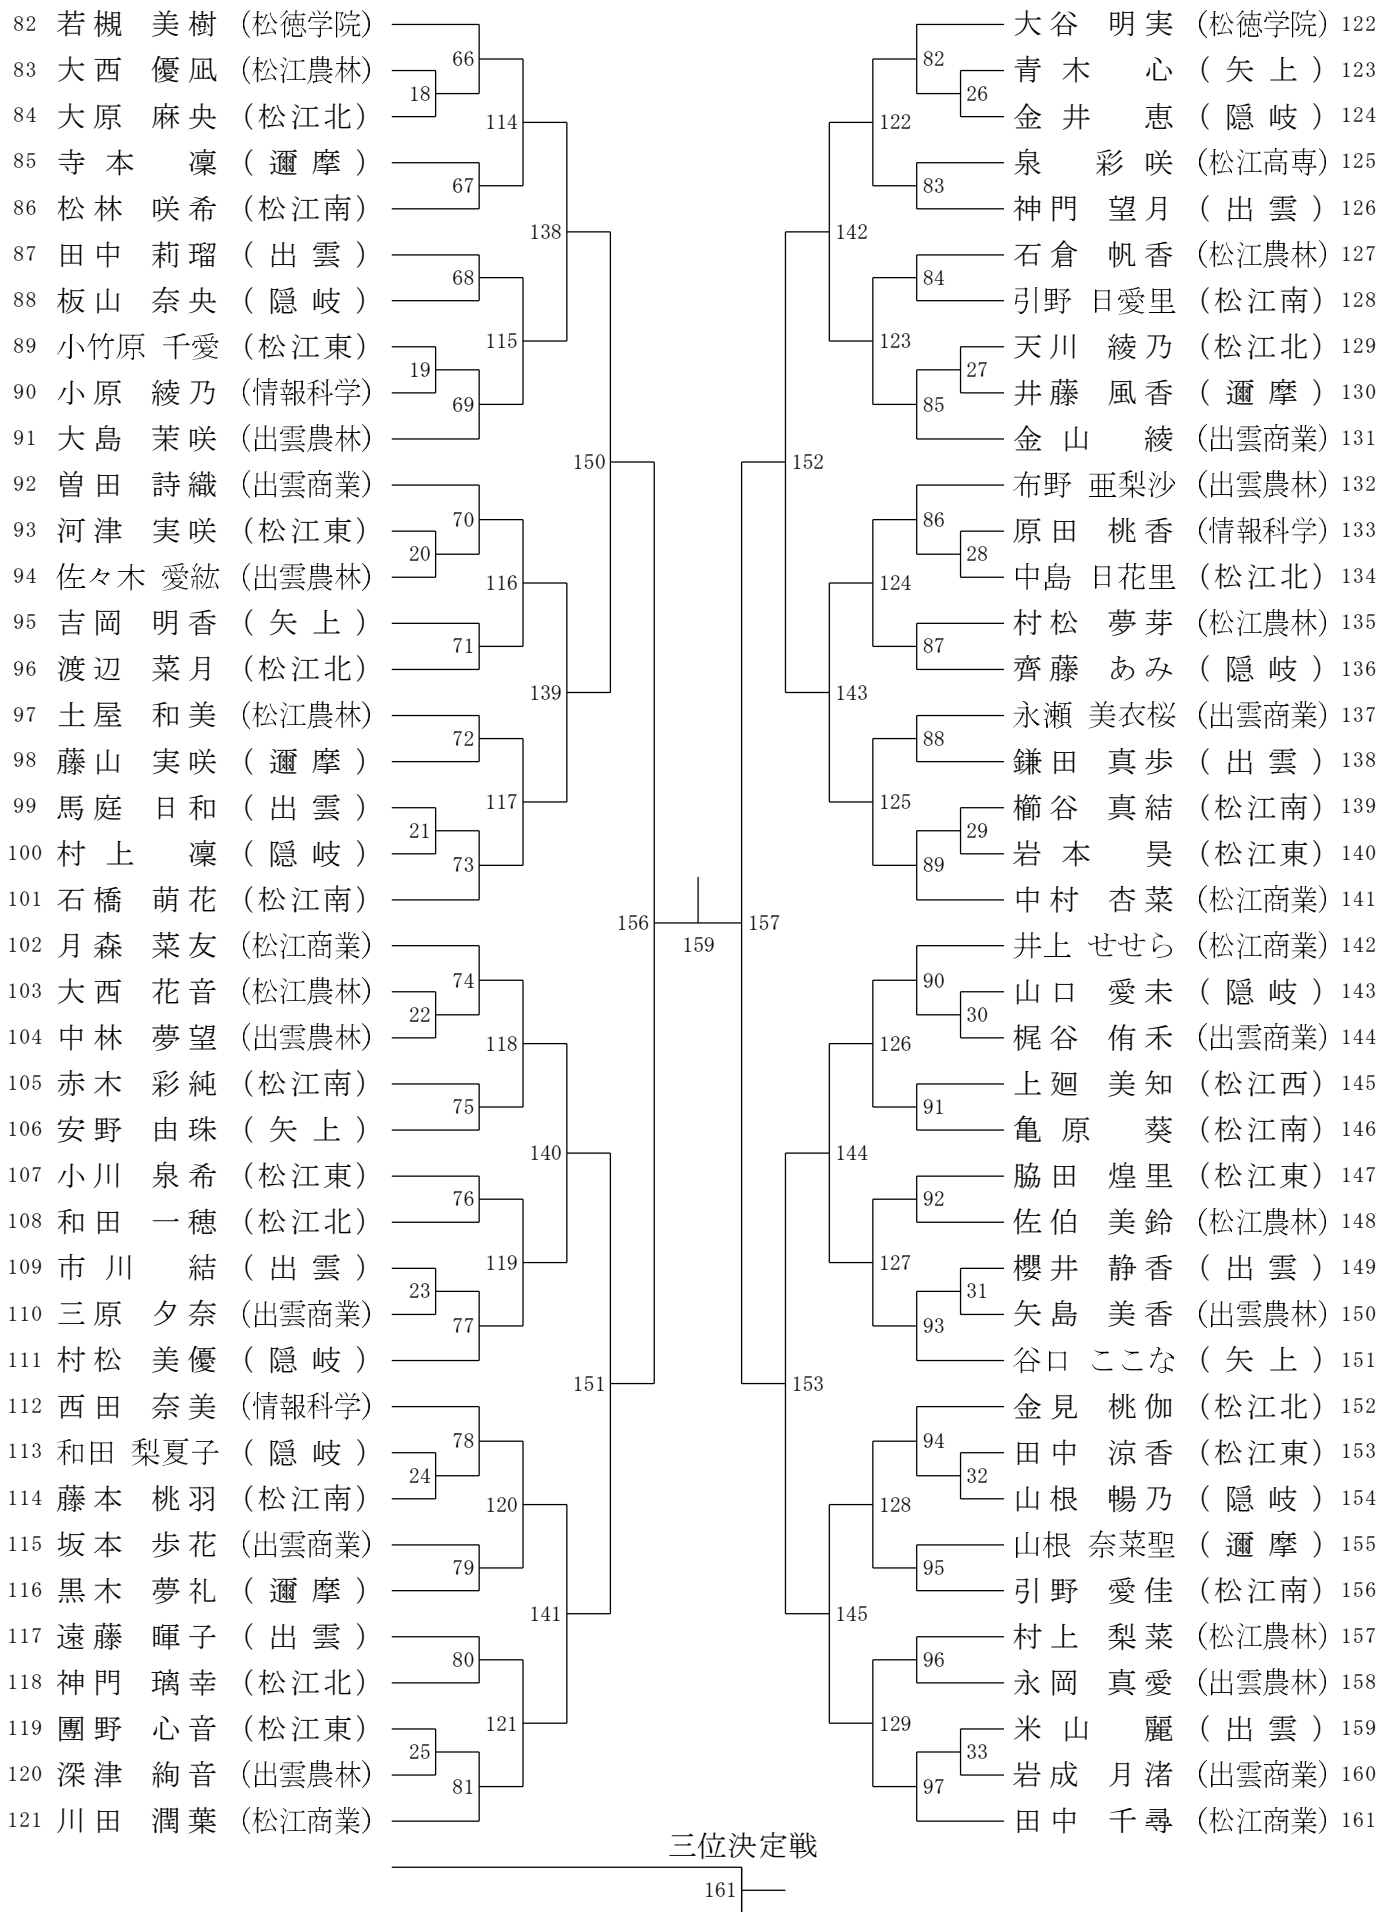 82 若槻 美樹 (松徳学院)
83 大西 優凪 (松江農林)
84 大原 麻央 (松江北)
85 寺本 凜 (邇摩)
86 松林 咲希 (松江南)
87 田中 莉瑠 (出雲)
88 板山 奈央 (隠岐)
89 小竹原 千愛 (松江東)
90 小原 綾乃 (情報科学)
91 大島 茉咲 (出雲農林)
92 曽田 詩織 (出雲商業)
93 河津 実咲 (松江東)
94 佐々木 愛紘 (出雲農林)
95 吉岡 明香 (矢上)
96 渡辺 菜月 (松江北)
97 土屋 和美 (松江農林)
98 藤山 実咲 (邇摩)
99 馬庭 日和 (出雲)
100 村上 凜 (隠岐)
101 石橋 萌花 (松江南)
102 月森 菜友 (松江商業)
103 大西 花音 (松江農林)
104 中林 夢望 (出雲農林)
105 赤木 彩純 (松江南)
106 安野 由珠 (矢上)
107 小川 泉希 (松江東)
108 和田 一穂 (松江北)
109 市川 結 (出雲)
110 三原 夕奈 (出雲商業)
111 村松 美優 (隠岐)
112 西田 奈美 (情報科学)
113 和田 梨夏子 (隠岐)
114 藤本 桃羽 (松江南)
115 坂本 歩花 (出雲商業)
116 黒木 夢礼 (邇摩)
117 遠藤 暉子 (出雲)
118 神門 璃幸 (松江北)
119 團野 心音 (松江東)
120 深津 絢音 (出雲農林)
121 川田 潤葉 (松江商業)
18
19
20
21
22
23
24
25
66
67
68
69
70
71
72
73
74
75
76
77
78
79
80
81
114
115
116
117
118
119
120
121
138
139
140
141
150
151
156
159
157
152
153
142
143
144
145
122
123
124
125
126
127
128
129
82
83
84
85
86
87
88
89
90
91
92
93
94
95
96
97
26
27
28
29
30
31
32
33
大谷 明実 (松徳学院) 122
青木 心 (矢上) 123
金井 恵 (隠岐) 124
泉 彩咲 (松江高専) 125
神門 望月 (出雲) 126
石倉 帆香 (松江農林) 127
引野 日愛里 (松江南) 128
天川 綾乃 (松江北) 129
井藤 風香 (邇摩) 130
金山 綾 (出雲商業) 131
布野 亜梨沙 (出雲農林) 132
原田 桃香 (情報科学) 133
中島 日花里 (松江北) 134
村松 夢芽 (松江農林) 135
齊藤 あみ (隠岐) 136
永瀬 美衣桜 (出雲商業) 137
鎌田 真歩 (出雲) 138
櫛谷 真結 (松江南) 139
岩本 昊 (松江東) 140
中村 杏菜 (松江商業) 141
井上 せせら (松江商業) 142
山口 愛未 (隠岐) 143
梶谷 侑禾 (出雲商業) 144
上廻 美知 (松江西) 145
亀原 葵 (松江南) 146
脇田 煌里 (松江東) 147
佐伯 美鈴 (松江農林) 148
櫻井 静香 (出雲) 149
矢島 美香 (出雲農林) 150
谷口 ここな (矢上) 151
金見 桃伽 (松江北) 152
田中 涼香 (松江東) 153
山根 暢乃 (隠岐) 154
山根 奈菜聖 (邇摩) 155
引野 愛佳 (松江南) 156
村上 梨菜 (松江農林) 157
永岡 真愛 (出雲農林) 158
米山 麗 (出雲) 159
岩成 月渚 (出雲商業) 160
田中 千尋 (松江商業) 161
三位決定戦
161